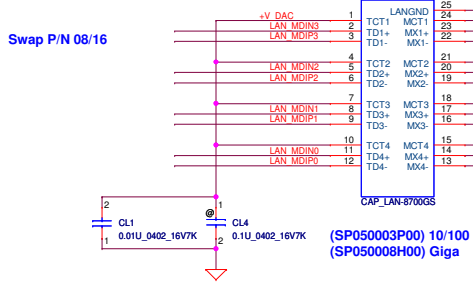 Swap P/N 08/16
+V_DAC 1 TCT1
LAN_MDIN3 2 TD1+
LAN_MDIP3 3 TD1-
4 TCT2
LAN_MDIN2 5 TD2+
LAN_MDIP2 6 TD2-
7 TCT3
LAN_MDIN1 8 TD3+
LAN_MDIP1 9 TD3-
10 TCT4
LAN_MDIN0 11 TD4+
LAN_MDIP0 12 TD4-
LANGND 25
MCT1 24
MX1+ 23
MX1- 22
MCT2 21
MX2+ 20
MX2- 19
MCT3 18
MX3+ 17
MX3- 16
MCT4 15
MX4+ 14
MX4- 13
CAP_LAN-8700GS
2
CL1
0.01U_0402_16V7K
1
@
1
CL4
0.1U_0402_16V7K
2
(SP050003P00) 10/100
(SP050008H00) Giga